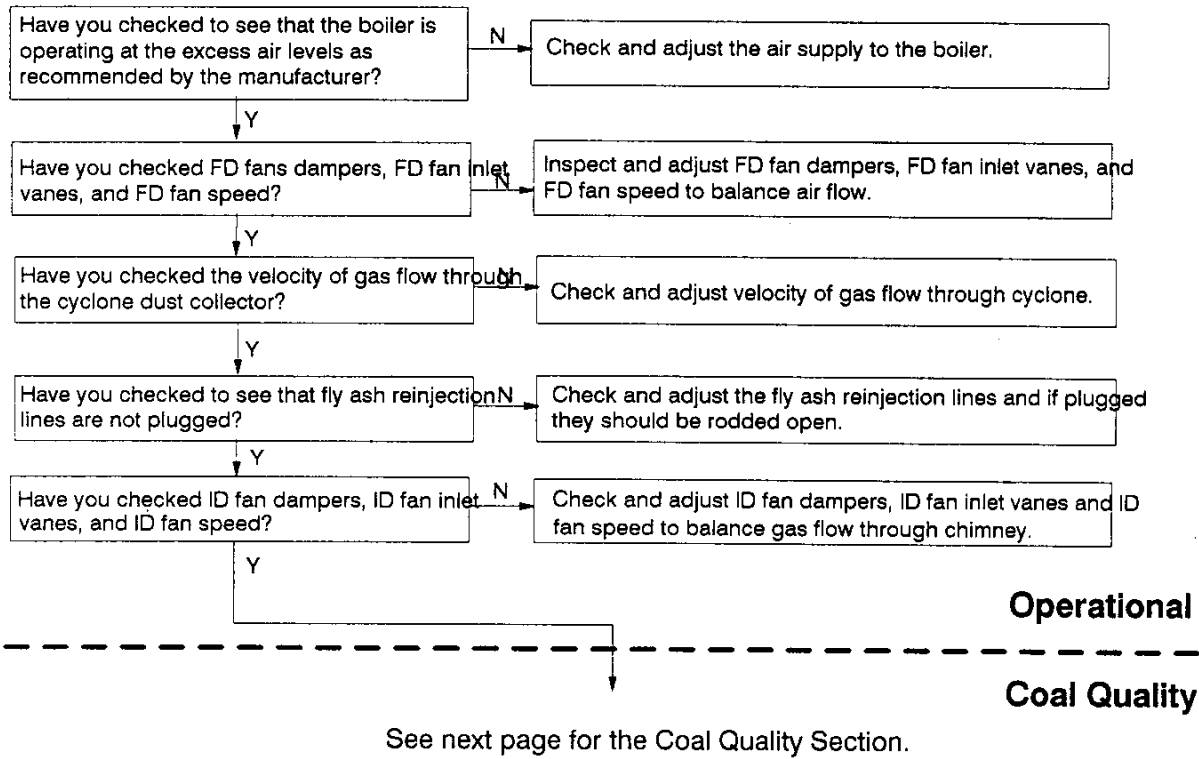 Have you checked to see that the boiler is
operating at the excess air levels as
recommended by the manufacturer?
N
Check and adjust the air supply to the boiler.
Y
Have you checked FD fans dampers, FD fan inlet
vanes, and FD fan speed?
N
Inspect and adjust FD fan dampers, FD fan inlet vanes, and
FD fan speed to balance air flow.
Y
Have you checked the velocity of gas flow through
the cyclone dust collector?
N
Check and adjust velocity of gas flow through cyclone.
Y
Have you checked to see that fly ash reinjection
lines are not plugged?
N
Check and adjust the fly ash reinjection lines and if plugged
they should be rodded open.
Y
Have you checked ID fan dampers, ID fan inlet
vanes, and ID fan speed?
N
Check and adjust ID fan dampers, ID fan inlet vanes and ID
fan speed to balance gas flow through chimney.
Y
Operational
Coal Quality
See next page for the Coal Quality Section.